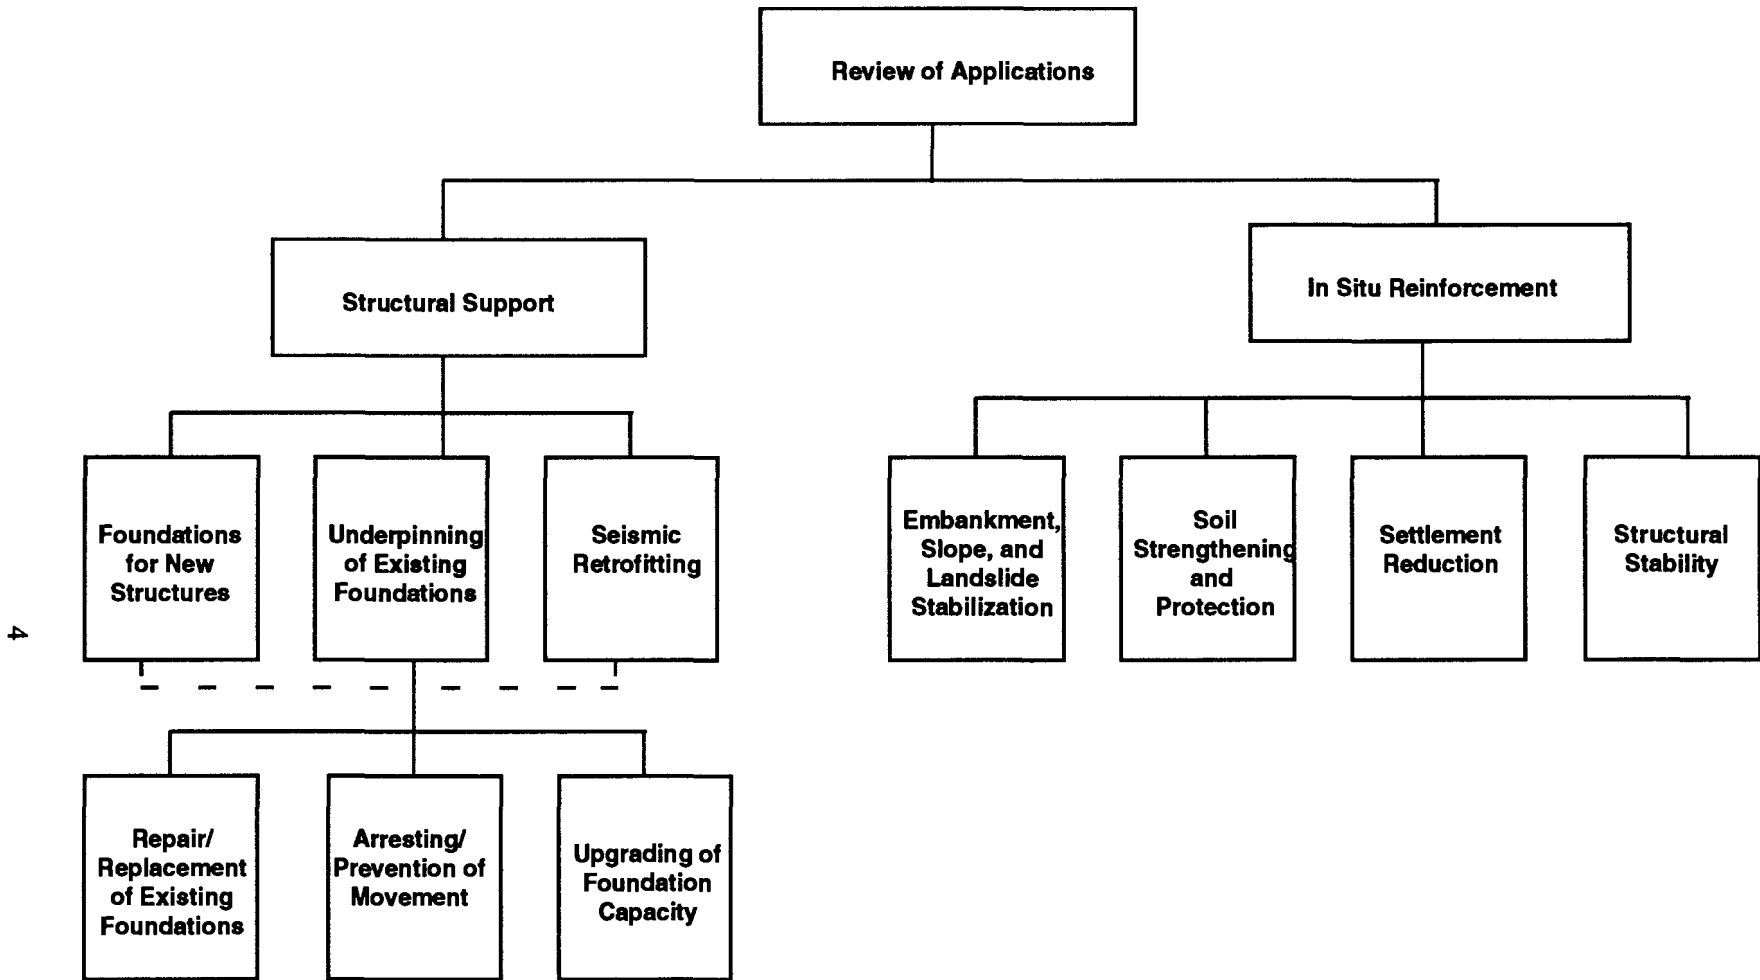 Review of Applications
Structural Support
In Situ Reinforcement
Foundations
for New
Structures
Underpinning
of Existing
Foundations
Seismic
Retrofitting
Embankment,
Slope, and
Landslide
Stabilization
Soil
Strengthening
and
Protection
Settlement
Reduction
Structural
Stability
4
Repair/
Replacement
of Existing
Foundations
Arresting/
Prevention of
Movement
Upgrading of
Foundation
Capacity